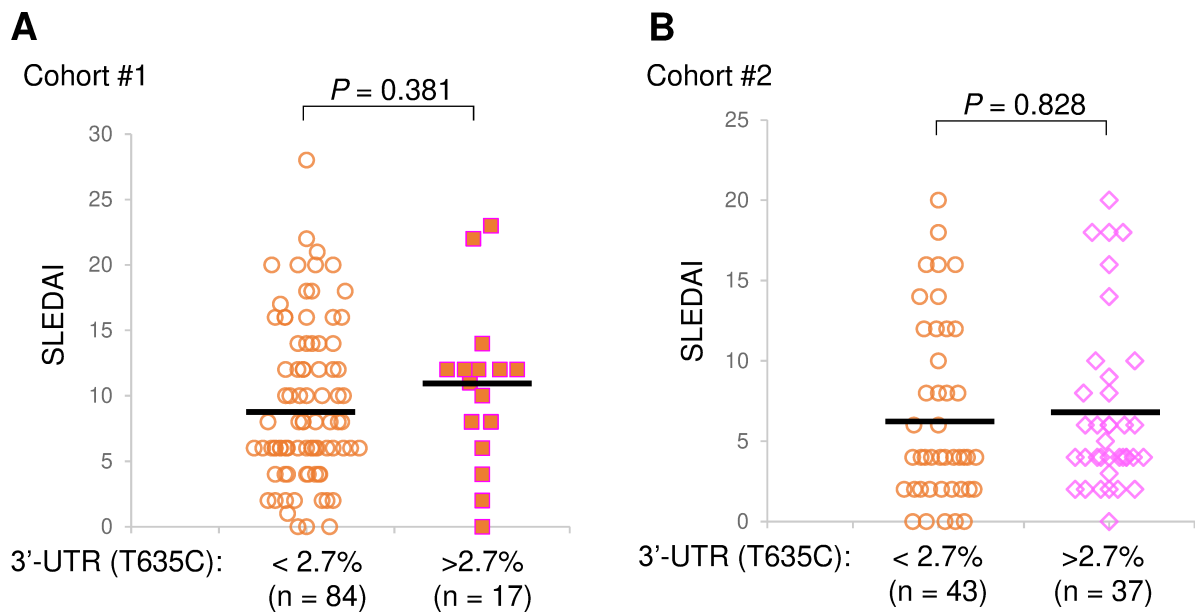 A
Cohort #1
P = 0.381
30
25
20
15
10
5
0
SLEDAI
3’-UTR (T635C):
< 2.7%
(n = 84)
>2.7%
(n = 17)
B
Cohort #2
P = 0.828
25
20
15
10
5
0
SLEDAI
3’-UTR (T635C):
< 2.7%
(n = 43)
>2.7%
(n = 37)